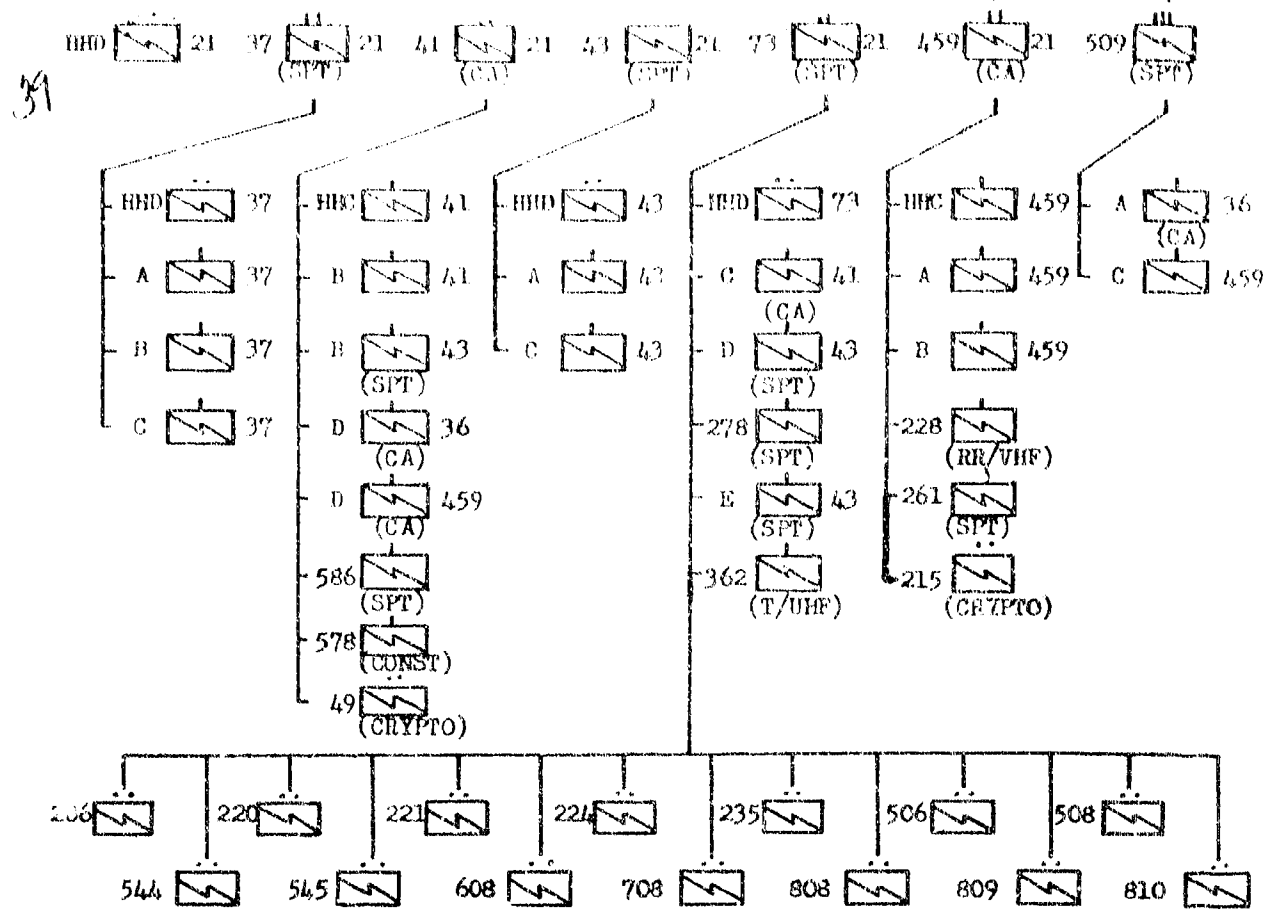 HHD 21 37 21 41 21 43 21 73 21 459 21 509
(SPT) (CA) (SPT) (SPT) (CA) (SPT)
39
HHD 37 HHC 41 HHD 43 HHD 73 HHC 459 A 36
(CA)
A 37 B 41 A 43 C 41 A 459 C 459
(CA)
B 37 B 43 C 43 D 43 B 459
(SPT) (SPT)
C 37 D 36 278 228
(CA) (SPT) (RR/VHF)
D 459 E 43 261
(CA) (SPT) (SPT)
586 362 215
(SPT) (T/UHF) (CRYPTO)
578
(CONST)
49
(CRYPTO)
206 220 221 224 235 506 508
544 545 608 708 808 809 810